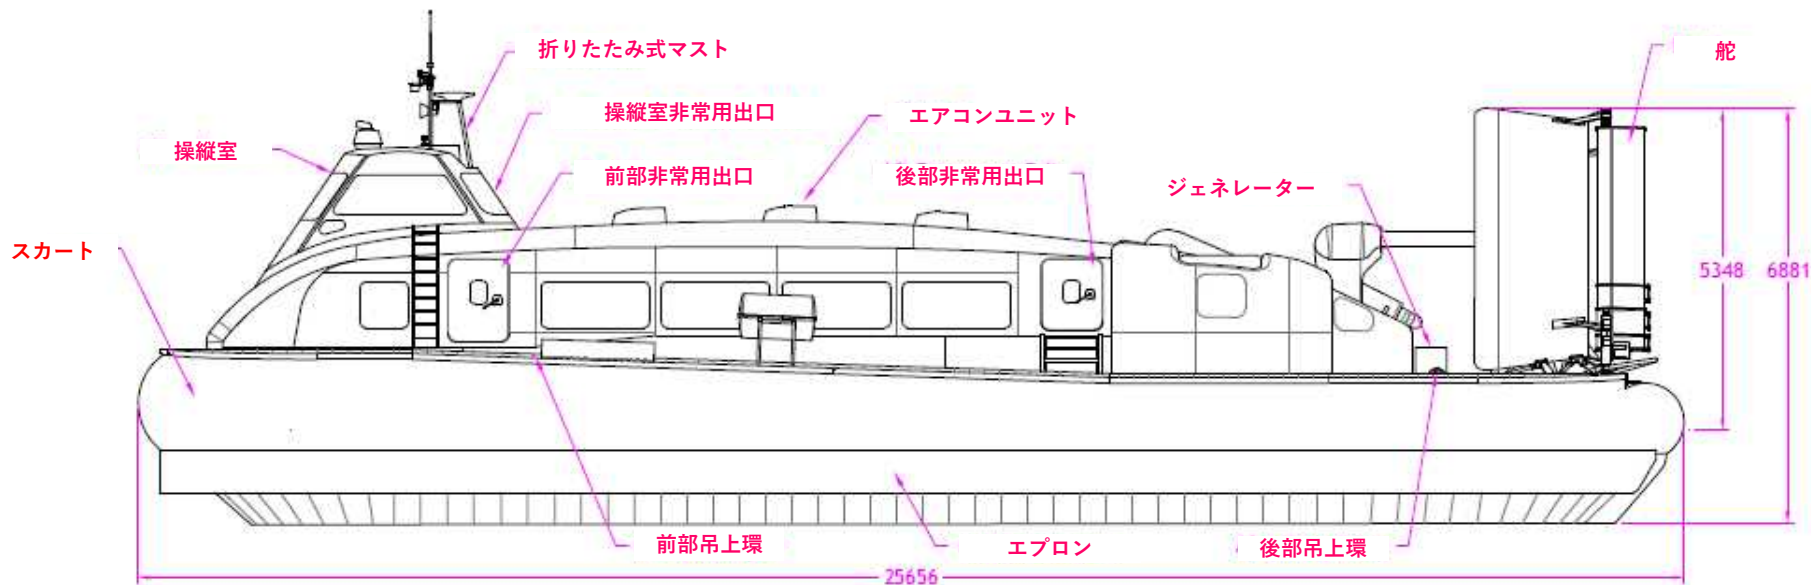 折りたたみ式マスト
舵
操縦室非常用出口
エアコンユニット
操縦室
前部非常用出口
後部非常用出口
ジェネレーター
スカート
5348
6881
前部吊上環
エプロン
後部吊上環
25656